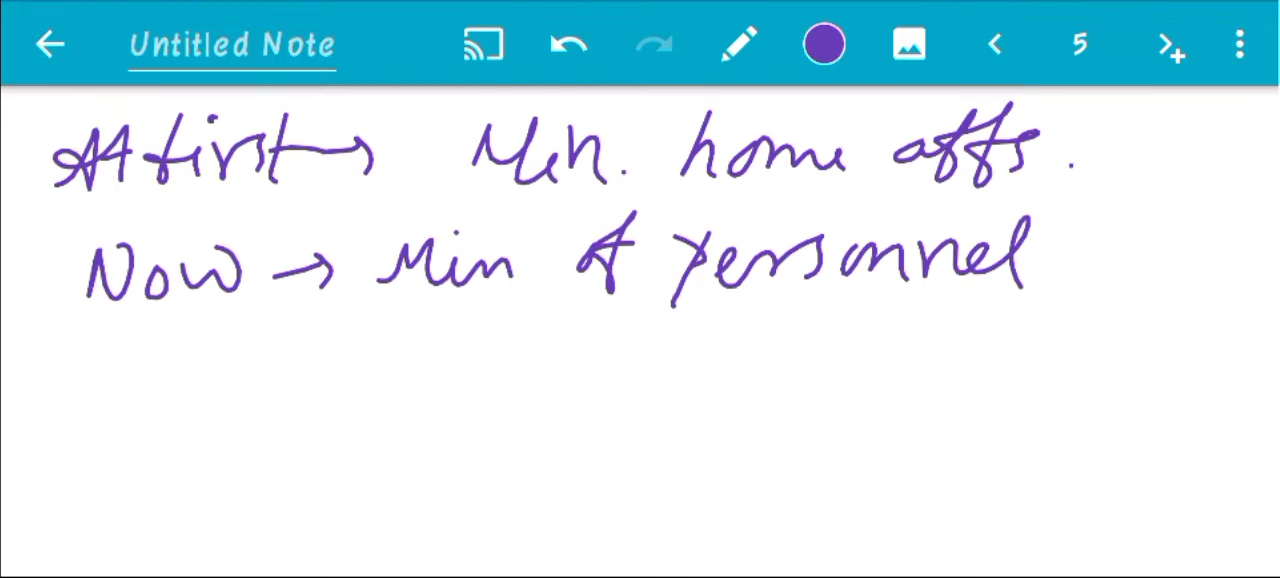 Untitled Note
5
At first → Min. home affs.
Now → Min of personnel